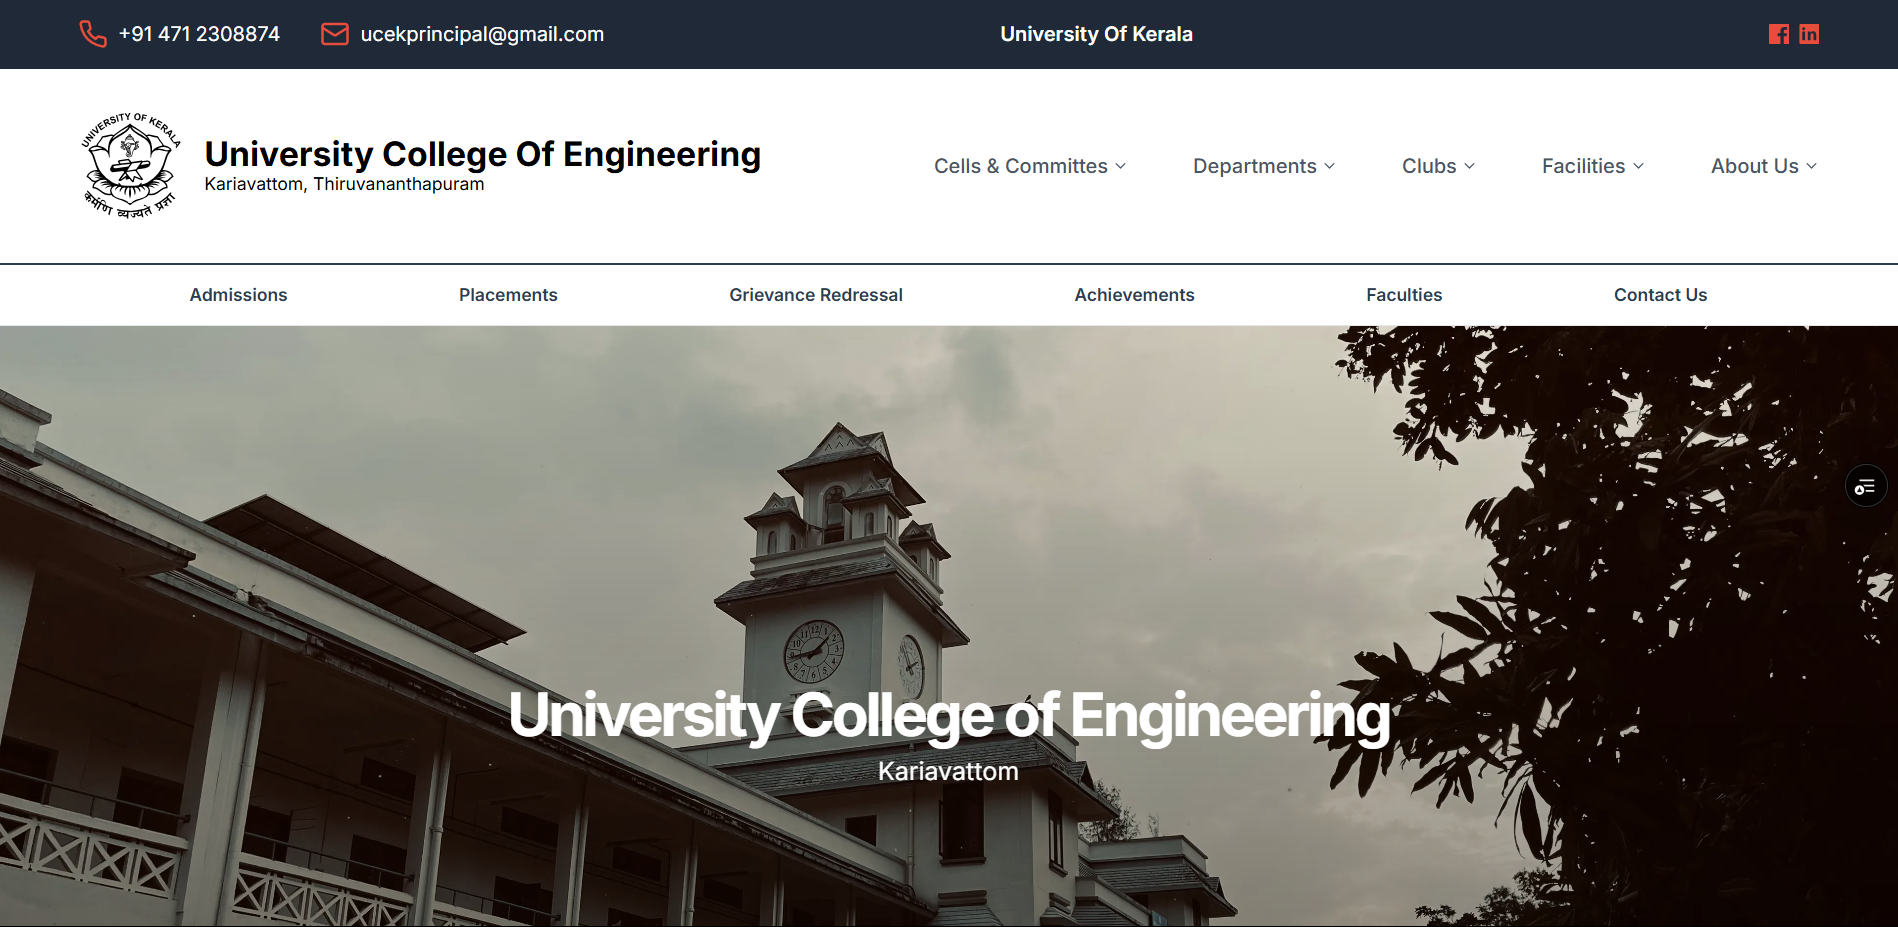 +91 471 2308874 ucekprincipal@gmail.com University Of Kerala
UNIVERSITY OF KERALA
कर्मणि व्यज्यते प्रज्ञा
University College Of Engineering
Kariavattom, Thiruvananthapuram
Cells & Committes Departments Clubs Facilities About Us
Admissions Placements Grievance Redressal Achievements Faculties Contact Us
University College of Engineering
Kariavattom